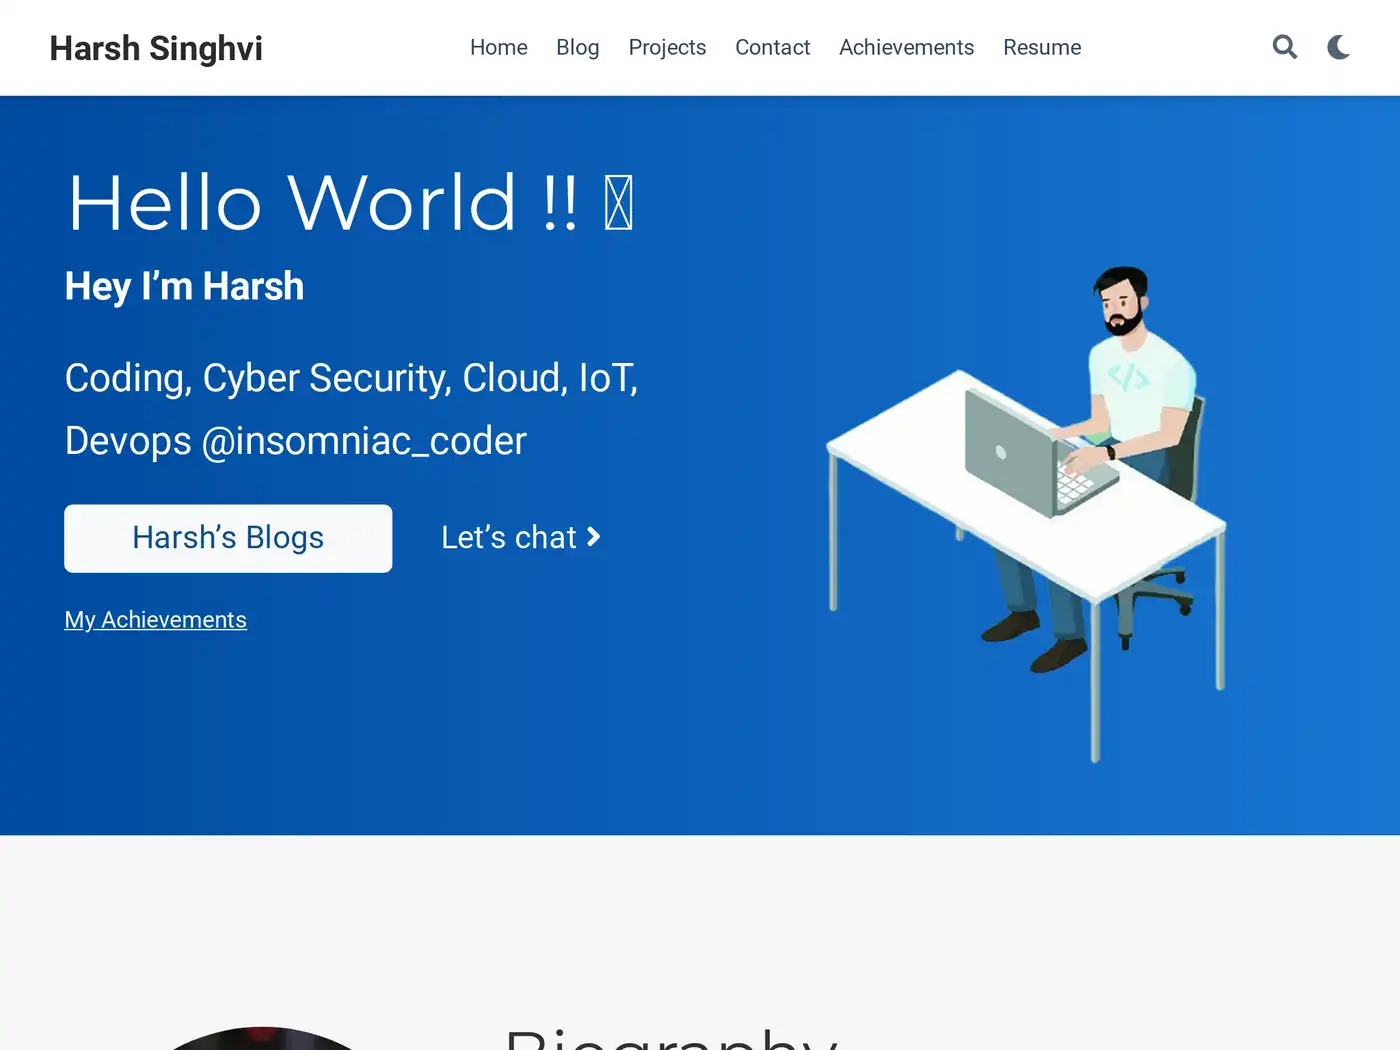 Harsh Singhvi
Home Blog Projects Contact Achievements Resume
Hello World !!
Hey I’m Harsh
Coding, Cyber Security, Cloud, IoT,
Devops @insomniac_coder
Harsh’s Blogs
Let’s chat
My Achievements
</> 
Biography